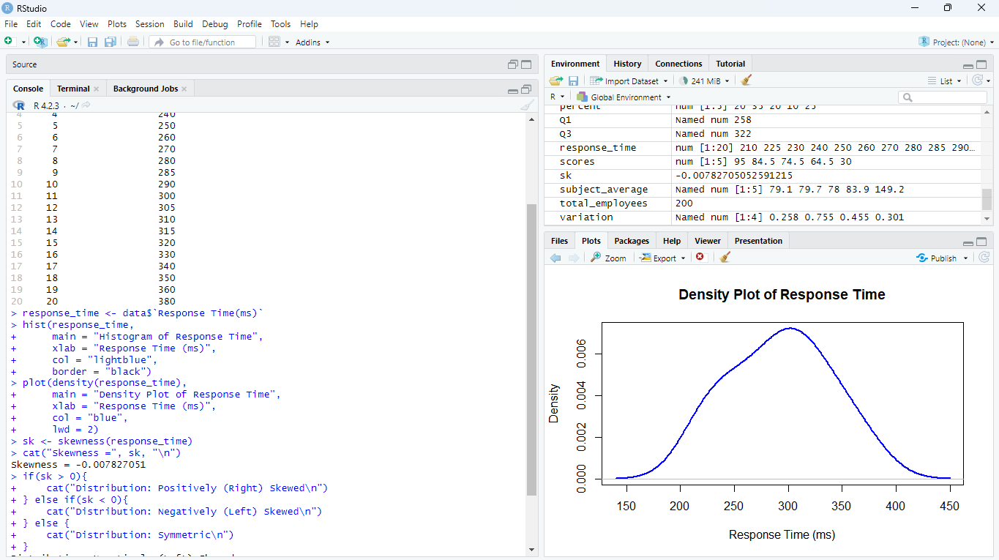 RStudio
File Edit Code View Plots Session Build Debug Profile Tools Help
Go to file/function Addins Project: (None)
Source
Console Terminal Background Jobs
R 4.2.3 · ~/
4 4 240
5 5 250
6 6 260
7 7 270
8 8 280
9 9 285
10 10 290
11 11 300
12 12 305
13 13 310
14 14 315
15 15 320
16 16 330
17 17 340
18 18 350
19 19 360
20 20 380
> response_time <- data$`Response Time(ms)`
> hist(response_time,
+ main = "Histogram of Response Time",
+ xlab = "Response Time (ms)",
+ col = "lightblue",
+ border = "black")
> plot(density(response_time),
+ main = "Density Plot of Response Time",
+ xlab = "Response Time (ms)",
+ col = "blue",
+ lwd = 2)
> sk <- skewness(response_time)
> cat("Skewness =", sk, "\n")
Skewness = -0.007827051
> if(sk > 0){
+ cat("Distribution: Positively (Right) Skewed\n")
+ } else if(sk < 0){
+ cat("Distribution: Negatively (Left) Skewed\n")
+ } else {
+ cat("Distribution: Symmetric\n")
+ }
Environment History Connections Tutorial
Import Dataset 241 MiB List
R Global Environment
percent num [1:5] 20 35 20 10 25
Q1 Named num 258
Q3 Named num 322
response_time num [1:20] 210 225 230 240 250 260 270 280 285 290…
scores num [1:5] 95 84.5 74.5 64.5 30
sk -0.00782705052591215
subject_average Named num [1:5] 79.1 79.7 78 83.9 149.2
total_employees 200
variation Named num [1:4] 0.258 0.755 0.455 0.301
Files Plots Packages Help Viewer Presentation
Zoom Export Publish
Density Plot of Response Time
Density
0.006
0.004
0.002
0.000
150 200 250 300 350 400 450
Response Time (ms)